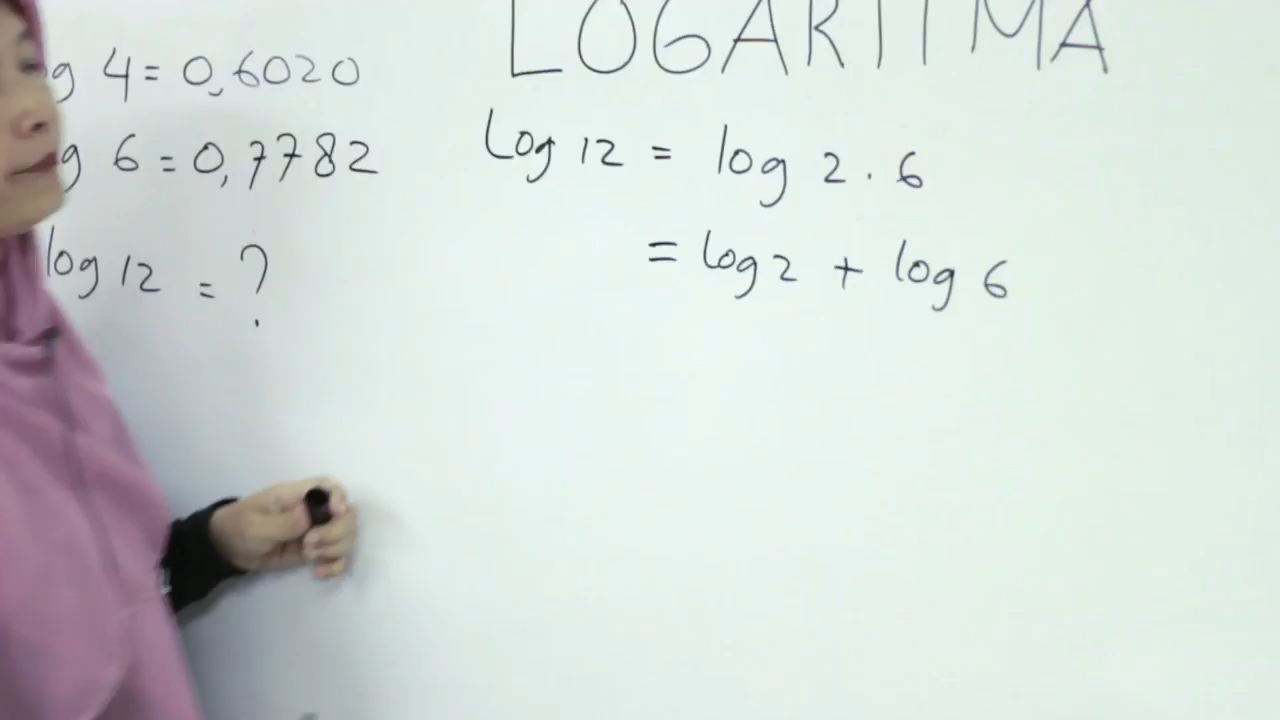 LOGARITMA
g 4 = 0,6020
g 6 = 0,7782
log 12 = ?
Log 12 = log 2 . 6
= log 2 + log 6